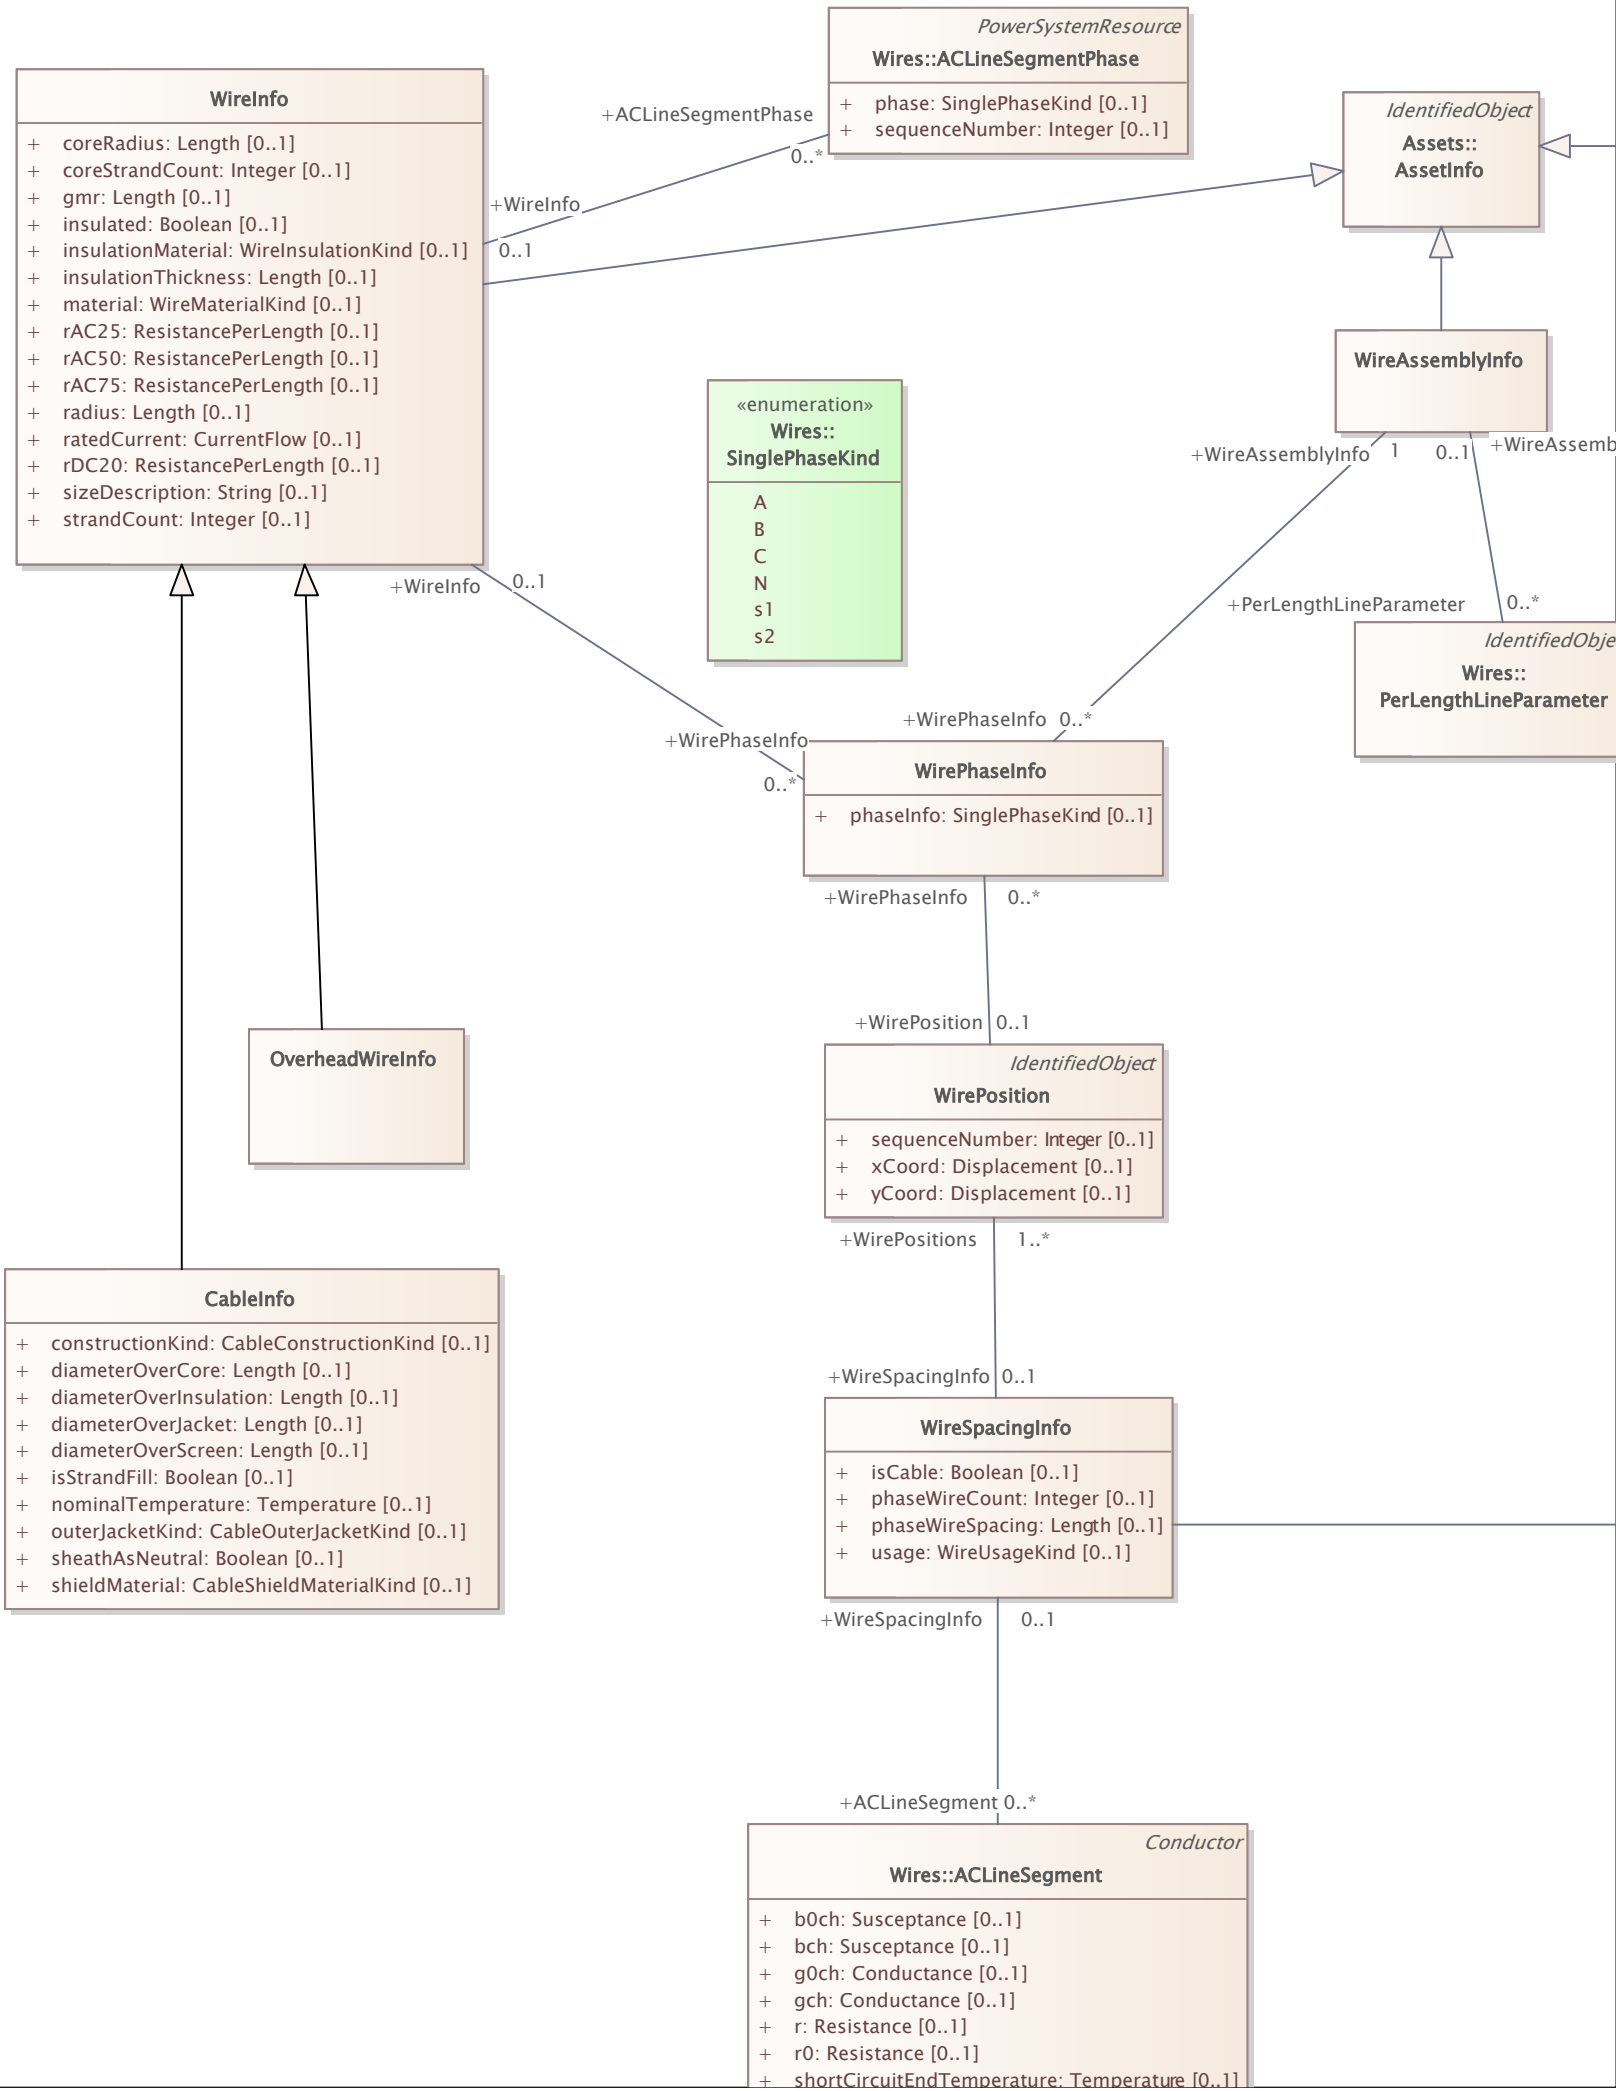 PowerSystemResource
Wires::ACLineSegmentPhase
+ phase: SinglePhaseKind [0..1]
+ sequenceNumber: Integer [0..1]
WireInfo
+ coreRadius: Length [0..1]
+ coreStrandCount: Integer [0..1]
+ gmr: Length [0..1]
+ insulated: Boolean [0..1]
+ insulationMaterial: WireInsulationKind [0..1]
+ insulationThickness: Length [0..1]
+ material: WireMaterialKind [0..1]
+ rAC25: ResistancePerLength [0..1]
+ rAC50: ResistancePerLength [0..1]
+ rAC75: ResistancePerLength [0..1]
+ radius: Length [0..1]
+ ratedCurrent: CurrentFlow [0..1]
+ rDC20: ResistancePerLength [0..1]
+ sizeDescription: String [0..1]
+ strandCount: Integer [0..1]
+ACLineSegmentPhase
0..*
+WireInfo
0..1
IdentifiedObject
Assets::
AssetInfo
WireAssemblyInfo
+WireAssemblyInfo 1
0..1 +WireAssemb
«enumeration»
Wires::
SinglePhaseKind
A
B
C
N
s1
s2
+WireInfo 0..1
+PerLengthLineParameter 0..*
IdentifiedObje
Wires::
PerLengthLineParameter
+WirePhaseInfo 0..*
+WirePhaseInfo
0..*
WirePhaseInfo
+ phaseInfo: SinglePhaseKind [0..1]
+WirePhaseInfo 0..*
+WirePosition 0..1
OverheadWireInfo
IdentifiedObject
WirePosition
+ sequenceNumber: Integer [0..1]
+ xCoord: Displacement [0..1]
+ yCoord: Displacement [0..1]
+WirePositions 1..*
CableInfo
+ constructionKind: CableConstructionKind [0..1]
+ diameterOverCore: Length [0..1]
+ diameterOverInsulation: Length [0..1]
+ diameterOverJacket: Length [0..1]
+ diameterOverScreen: Length [0..1]
+ isStrandFill: Boolean [0..1]
+ nominalTemperature: Temperature [0..1]
+ outerJacketKind: CableOuterJacketKind [0..1]
+ sheathAsNeutral: Boolean [0..1]
+ shieldMaterial: CableShieldMaterialKind [0..1]
+WireSpacingInfo 0..1
WireSpacingInfo
+ isCable: Boolean [0..1]
+ phaseWireCount: Integer [0..1]
+ phaseWireSpacing: Length [0..1]
+ usage: WireUsageKind [0..1]
+WireSpacingInfo 0..1
+ACLineSegment 0..*
Conductor
Wires::ACLineSegment
+ b0ch: Susceptance [0..1]
+ bch: Susceptance [0..1]
+ g0ch: Conductance [0..1]
+ gch: Conductance [0..1]
+ r: Resistance [0..1]
+ r0: Resistance [0..1]
+ shortCircuitEndTemperature: Temperature [0..1]